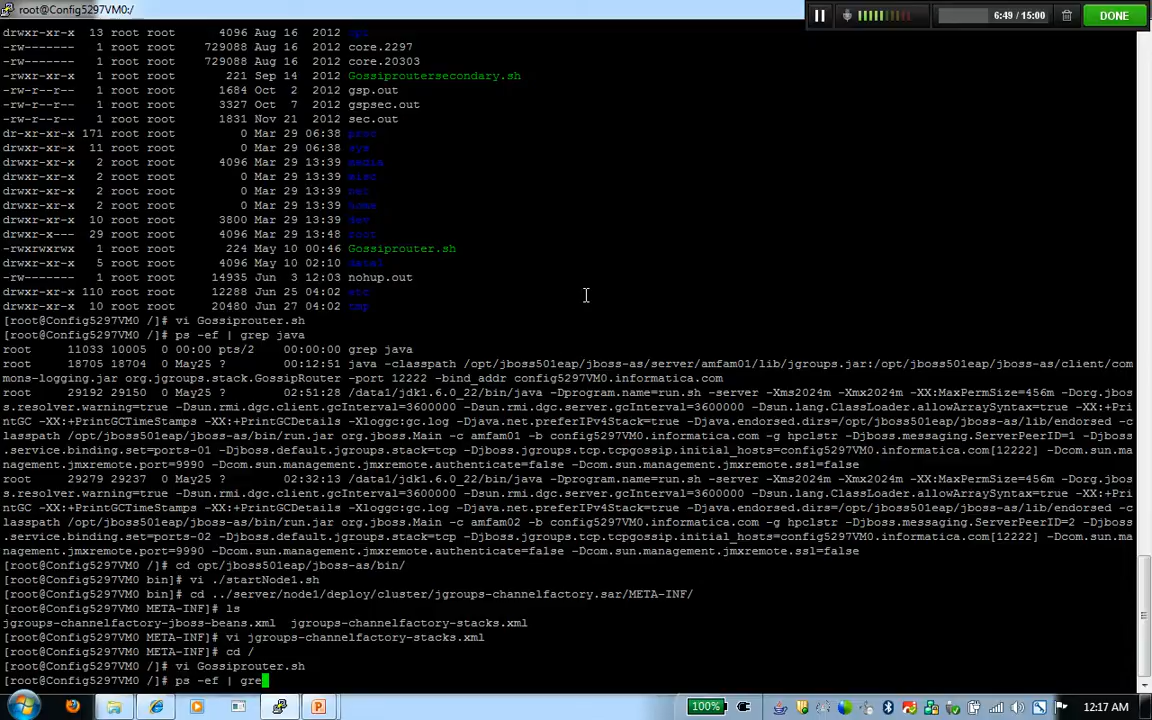 root@Config5297VM0:/
6:49 / 15:00
DONE
drwxr-xr-x 13 root root 4096 Aug 16 2012 opt
-rw------- 1 root root 729088 Aug 16 2012 core.2297
-rw------- 1 root root 729088 Aug 16 2012 core.20303
-rwxr-xr-x 1 root root 221 Sep 14 2012 Gossiproutersecondary.sh
-rw-r--r-- 1 root root 1684 Oct 2 2012 gsp.out
-rw-r--r-- 1 root root 3327 Oct 7 2012 gspsec.out
-rw-r--r-- 1 root root 1831 Nov 21 2012 sec.out
dr-xr-xr-x 171 root root 0 Mar 29 06:38 proc
drwxr-xr-x 11 root root 0 Mar 29 06:38 sys
drwxr-xr-x 2 root root 4096 Mar 29 13:39 media
drwxr-xr-x 2 root root 0 Mar 29 13:39 misc
drwxr-xr-x 2 root root 0 Mar 29 13:39 net
drwxr-xr-x 2 root root 0 Mar 29 13:39 home
drwxr-xr-x 10 root root 3800 Mar 29 13:39 dev
drwxr-x--- 29 root root 4096 Mar 29 13:48 root
-rwxrwxrwx 1 root root 224 May 10 00:46 Gossiprouter.sh
drwxr-xr-x 5 root root 4096 May 10 02:10 data1
-rw------- 1 root root 14935 Jun 3 12:03 nohup.out
drwxr-xr-x 110 root root 12288 Jun 25 04:02 etc
drwxrwxrwx 10 root root 20480 Jun 27 04:02 tmp
[root@Config5297VM0 /]# vi Gossiprouter.sh
[root@Config5297VM0 /]# ps -ef | grep java
root 11033 10005 0 00:00 pts/2 00:00:00 grep java
root 18705 18704 0 May25 ? 00:12:51 java -classpath /opt/jboss501eap/jboss-as/server/amfam01/lib/jgroups.jar:/opt/jboss501eap/jboss-as/client/com
mons-logging.jar org.jgroups.stack.GossipRouter -port 12222 -bind_addr config5297VM0.informatica.com
root 29192 29150 0 May25 ? 02:51:28 /data1/jdk1.6.0_22/bin/java -Dprogram.name=run.sh -server -Xms2024m -Xmx2024m -XX:MaxPermSize=456m -Dorg.jbos
s.resolver.warning=true -Dsun.rmi.dgc.client.gcInterval=3600000 -Dsun.rmi.dgc.server.gcInterval=3600000 -Dsun.lang.ClassLoader.allowArraySyntax=true -XX:+Pri
ntGC -XX:+PrintGCTimeStamps -XX:+PrintGCDetails -Xloggc:gc.log -Djava.net.preferIPv4Stack=true -Djava.endorsed.dirs=/opt/jboss501eap/jboss-as/lib/endorsed -c
lasspath /opt/jboss501eap/jboss-as/bin/run.jar org.jboss.Main -c amfam01 -b config5297VM0.informatica.com -g hpclstr -Djboss.messaging.ServerPeerID=1 -Djboss
.service.binding.set=ports-01 -Djboss.default.jgroups.stack=tcp -Djboss.jgroups.tcp.tcpgossip.initial_hosts=config5297VM0.informatica.com[12222] -Dcom.sun.ma
nagement.jmxremote.port=9990 -Dcom.sun.management.jmxremote.authenticate=false -Dcom.sun.management.jmxremote.ssl=false
root 29279 29237 0 May25 ? 02:32:13 /data1/jdk1.6.0_22/bin/java -Dprogram.name=run.sh -server -Xms2024m -Xmx2024m -XX:MaxPermSize=456m -Dorg.jbos
s.resolver.warning=true -Dsun.rmi.dgc.client.gcInterval=3600000 -Dsun.rmi.dgc.server.gcInterval=3600000 -Dsun.lang.ClassLoader.allowArraySyntax=true -XX:+Pri
ntGC -XX:+PrintGCTimeStamps -XX:+PrintGCDetails -Xloggc:gc.log -Djava.net.preferIPv4Stack=true -Djava.endorsed.dirs=/opt/jboss501eap/jboss-as/lib/endorsed -c
lasspath /opt/jboss501eap/jboss-as/bin/run.jar org.jboss.Main -c amfam02 -b config5297VM0.informatica.com -g hpclstr -Djboss.messaging.ServerPeerID=2 -Djboss
.service.binding.set=ports-02 -Djboss.default.jgroups.stack=tcp -Djboss.jgroups.tcp.tcpgossip.initial_hosts=config5297VM0.informatica.com[12222] -Dcom.sun.ma
nagement.jmxremote.port=9990 -Dcom.sun.management.jmxremote.authenticate=false -Dcom.sun.management.jmxremote.ssl=false
[root@Config5297VM0 /]# cd opt/jboss501eap/jboss-as/bin/
[root@Config5297VM0 bin]# vi ./startNode1.sh
[root@Config5297VM0 bin]# cd ../server/node1/deploy/cluster/jgroups-channelfactory.sar/META-INF/
[root@Config5297VM0 META-INF]# ls
jgroups-channelfactory-jboss-beans.xml jgroups-channelfactory-stacks.xml
[root@Config5297VM0 META-INF]# vi jgroups-channelfactory-stacks.xml
[root@Config5297VM0 META-INF]# cd /
[root@Config5297VM0 /]# vi Gossiprouter.sh
[root@Config5297VM0 /]# ps -ef | gre
100%
12:17 AM